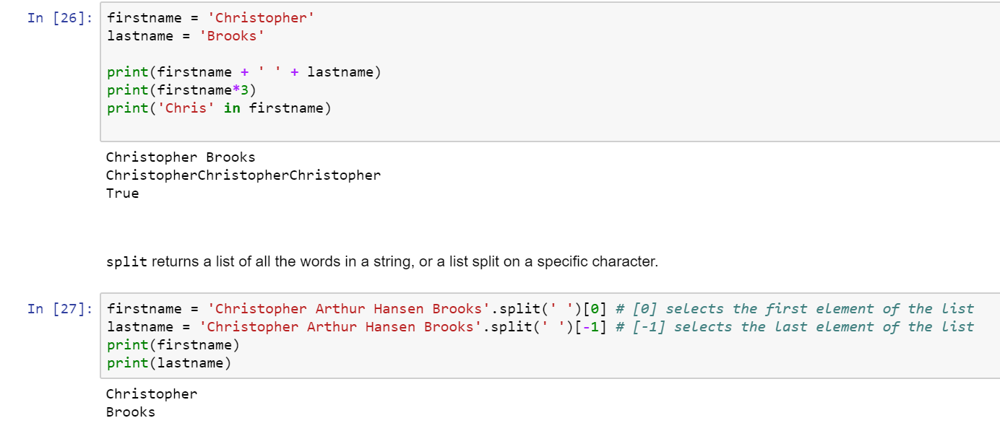 In [26]: firstname = 'Christopher'
lastname = 'Brooks'
print(firstname + ' ' + lastname)
print(firstname*3)
print('Chris' in firstname)
Christopher Brooks
ChristopherChristopherChristopher
True
split returns a list of all the words in a string, or a list split on a specific character.
In [27]: firstname = 'Christopher Arthur Hansen Brooks'.split(' ')[0] # [0] selects the first element of the list
lastname = 'Christopher Arthur Hansen Brooks'.split(' ')[-1] # [-1] selects the last element of the list
print(firstname)
print(lastname)
Christopher
Brooks